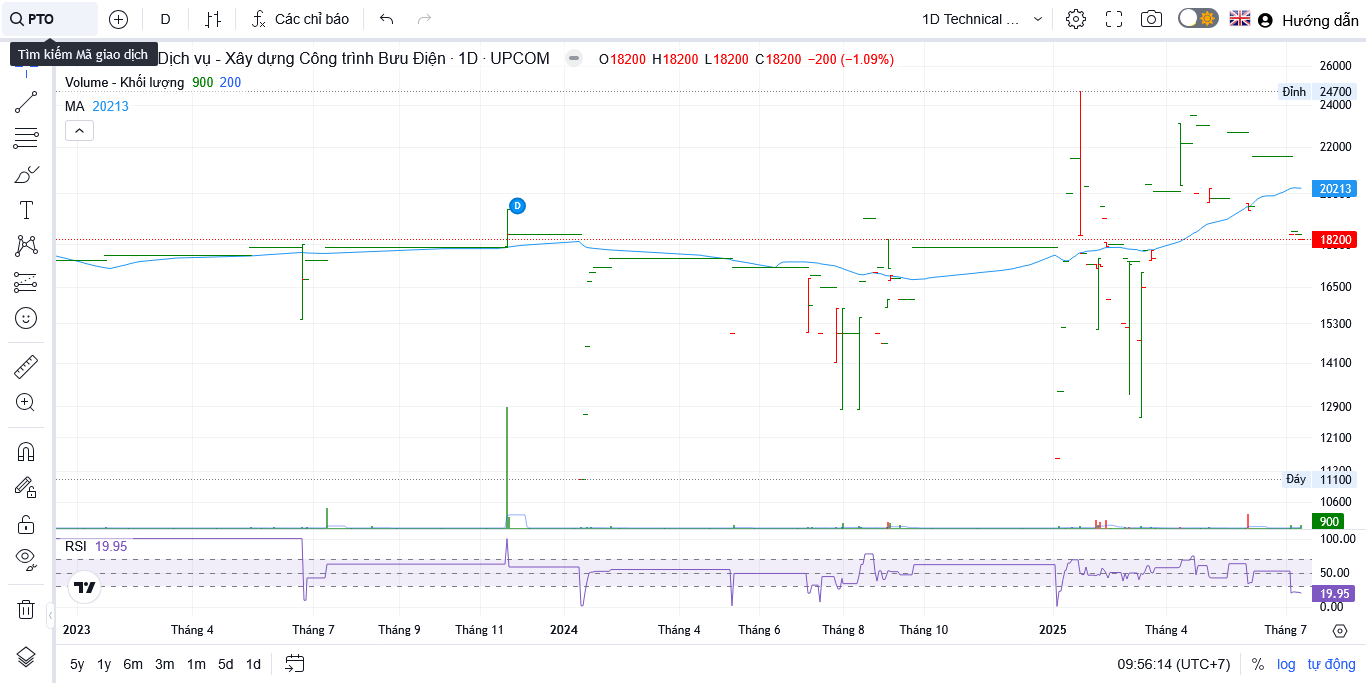 PTO D Các chỉ báo 1D Technical ... Hướng dẫn
Tìm kiếm Mã giao dịch
Dịch vụ - Xây dựng Công trình Bưu Điện · 1D · UPCOM O18200 H18200 L18200 C18200 −200 (−1.09%)
Volume - Khối lượng 900 200
MA 20213
D
26000
Đỉnh 24700
24000
22000
20213
18200
16500
15300
14100
12900
12100
11200
Đáy 11100
10600
900
RSI 19.95
100.00
50.00
19.95
0.00
2023 Tháng 4 Tháng 7 Tháng 9 Tháng 11 2024 Tháng 4 Tháng 6 Tháng 8 Tháng 10 2025 Tháng 4 Tháng 7
5y 1y 6m 3m 1m 5d 1d 09:56:14 (UTC+7) % log tự động